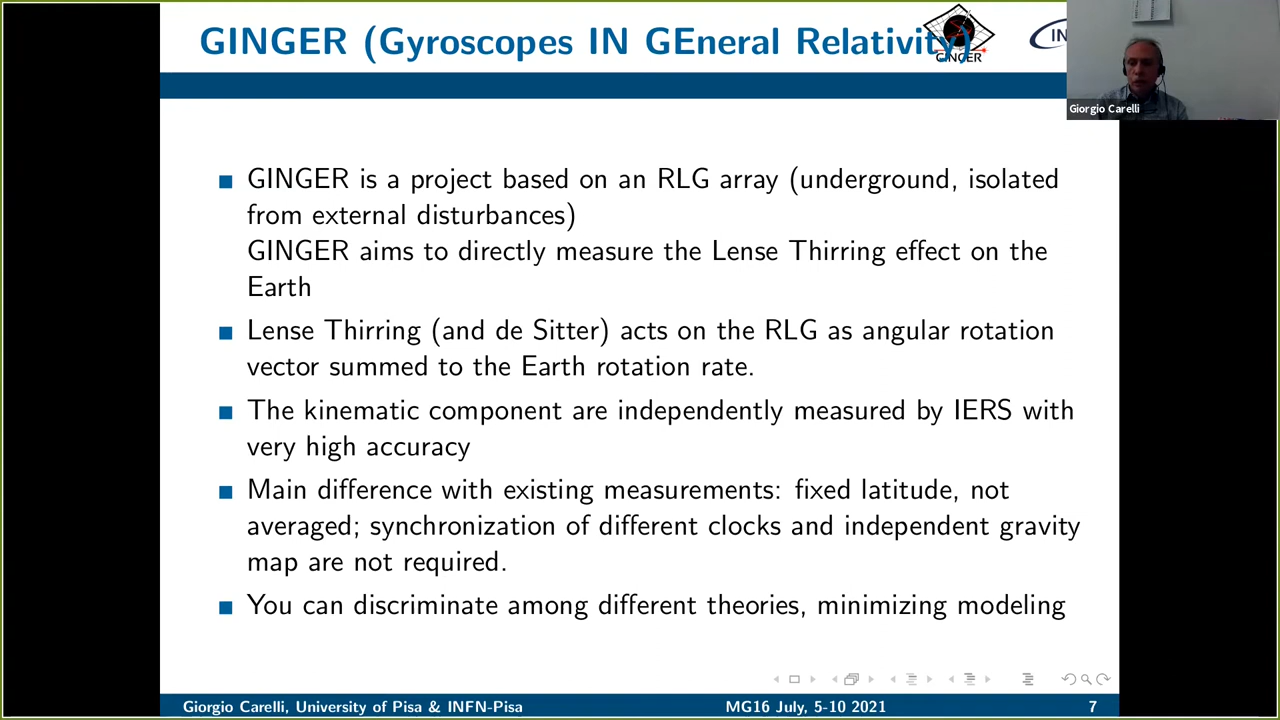 GINGER (Gyroscopes IN GEneral Relativity)
GINGER
IN
Giorgio Carelli
GINGER is a project based on an RLG array (underground, isolated
from external disturbances)
GINGER aims to directly measure the Lense Thirring effect on the
Earth
Lense Thirring (and de Sitter) acts on the RLG as angular rotation
vector summed to the Earth rotation rate.
The kinematic component are independently measured by IERS with
very high accuracy
Main difference with existing measurements: fixed latitude, not
averaged; synchronization of different clocks and independent gravity
map are not required.
You can discriminate among different theories, minimizing modeling
Giorgio Carelli, University of Pisa & INFN-Pisa MG16 July, 5-10 2021 7